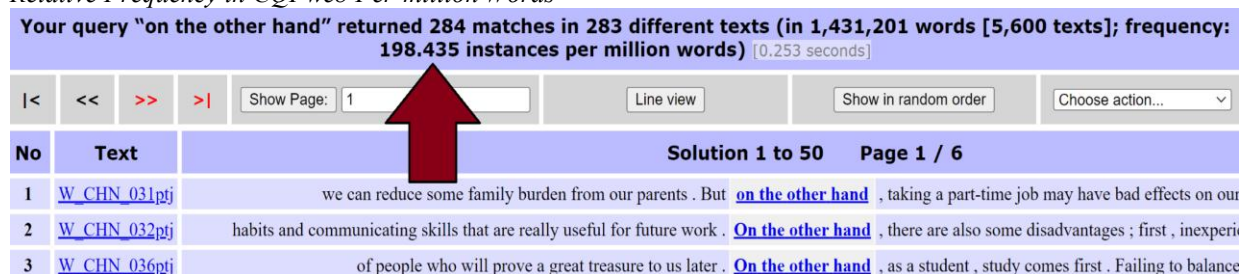 Relative Frequency in CQPweb Per million Words
Your query “on the other hand” returned 284 matches in 283 different texts (in 1,431,201 words [5,600 texts]; frequency:
198.435 instances per million words) [0.253 seconds]
|< << >> >| Show Page: 1 Line view Show in random order Choose action...
No Text Solution 1 to 50 Page 1 / 6
1 W_CHN_031ptj we can reduce some family burden from our parents . But on the other hand , taking a part-time job may have bad effects on our
2 W_CHN_032ptj habits and communicating skills that are really useful for future work . On the other hand , there are also some disadvantages ; first , inexperi
3 W_CHN_036ptj of people who will prove a great treasure to us later . On the other hand , as a student , study comes first . Failing to balance